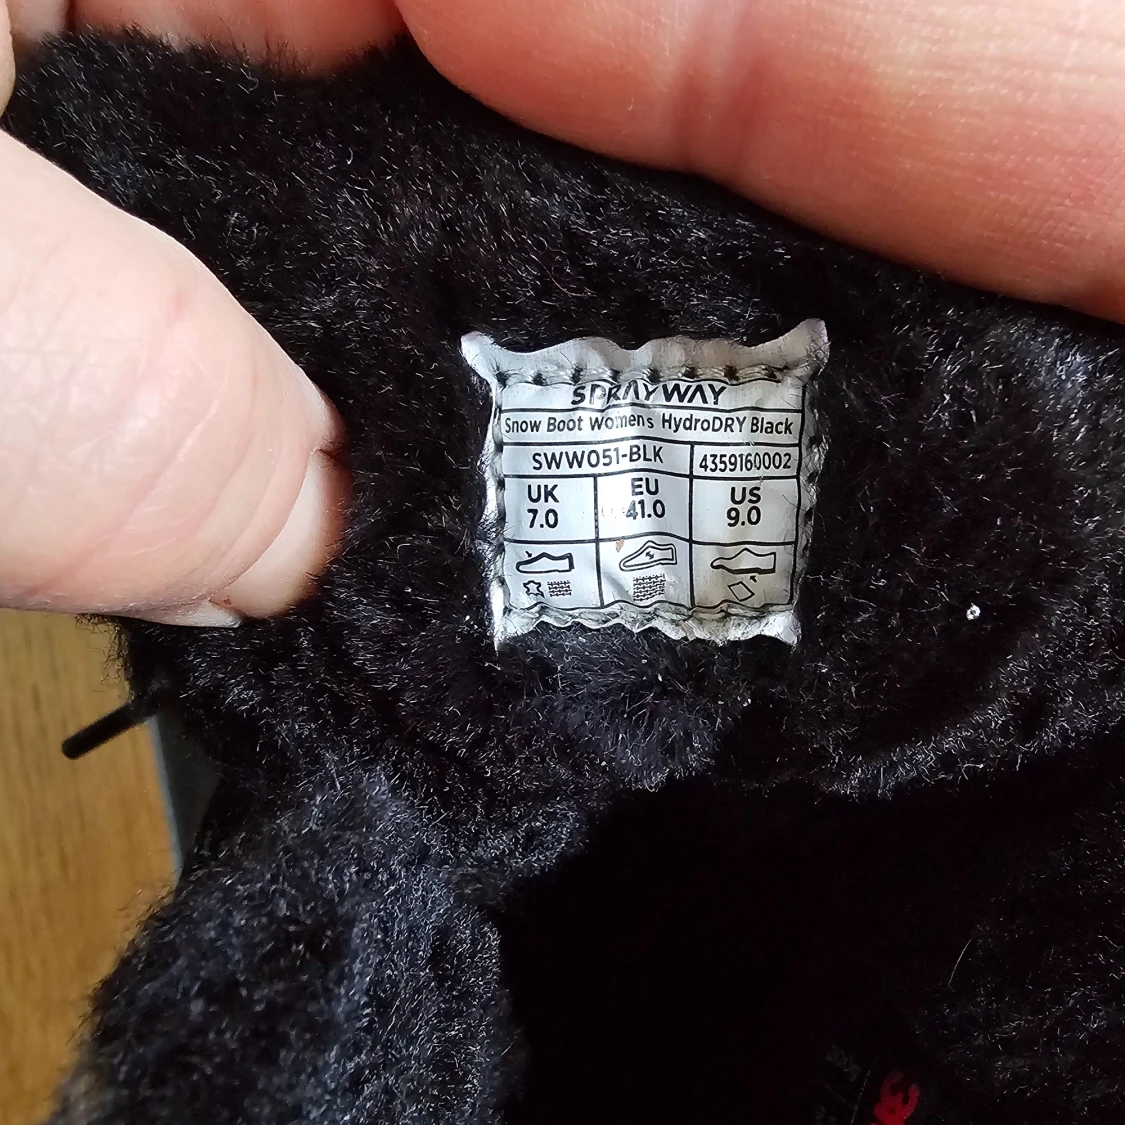 SPRAYWAY
Snow Boot Womens HydroDRY Black
SWW051-BLK 4359160002
UK EU US
7.0 41.0 9.0